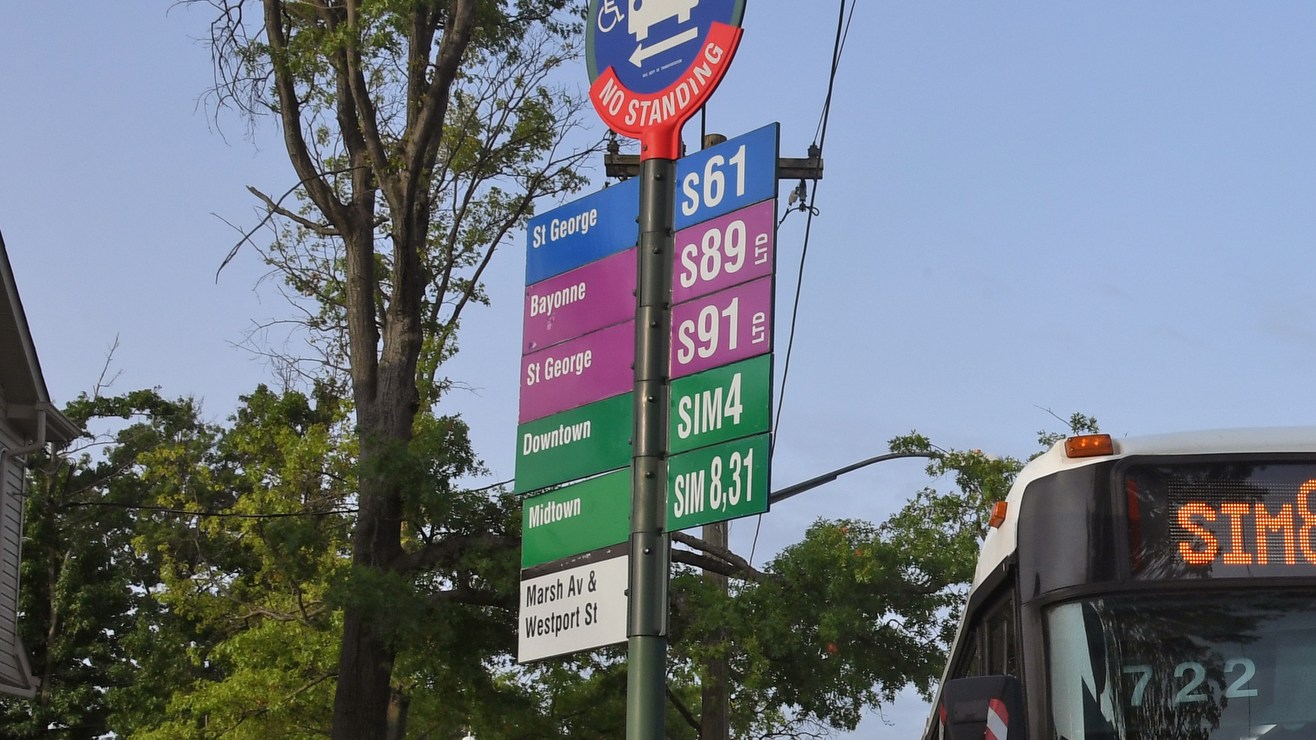 NO STANDING
St George S61
Bayonne S89 LTD
St George S91 LTD
Downtown SIM4
Midtown SIM 8,31
Marsh Av &
Westport St
SIM
722